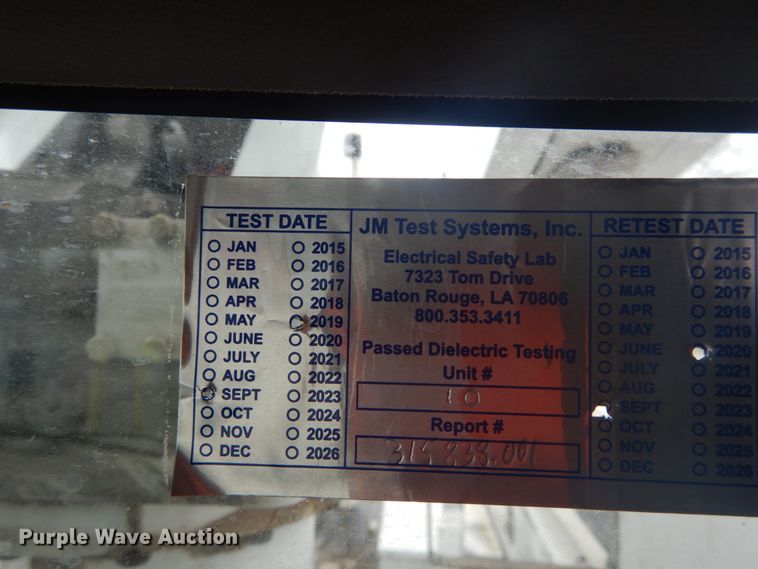 TEST DATE
JAN 2015
FEB 2016
MAR 2017
APR 2018
MAY 2019
JUNE 2020
JULY 2021
AUG 2022
SEPT 2023
OCT 2024
NOV 2025
DEC 2026
JM Test Systems, Inc.
Electrical Safety Lab
7323 Tom Drive
Baton Rouge, LA 70806
800.353.3411
Passed Dielectric Testing
Unit #
10
Report #
RETEST DATE
JAN 2015
FEB 2016
MAR 2017
APR 2018
MAY 2019
JUNE 2020
JULY 2021
AUG 2022
SEPT 2023
OCT 2024
NOV 2025
DEC 2026
Purple Wave Auction